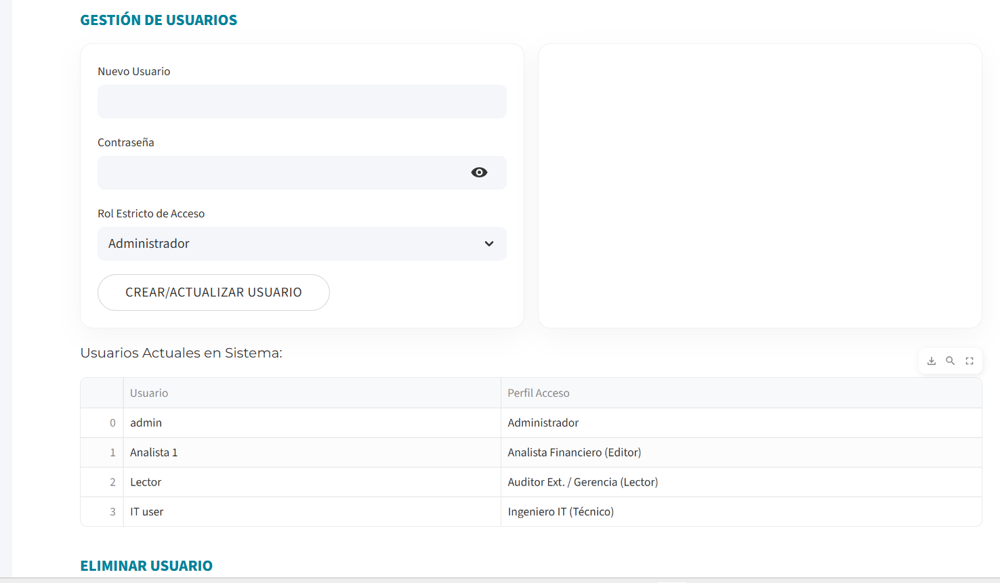 GESTIÓN DE USUARIOS
Nuevo Usuario
Contraseña
Rol Estricto de Acceso
Administrador
CREAR/ACTUALIZAR USUARIO
Usuarios Actuales en Sistema:
Usuario Perfil Acceso
0 admin Administrador
1 Analista 1 Analista Financiero (Editor)
2 Lector Auditor Ext. / Gerencia (Lector)
3 IT user Ingeniero IT (Técnico)
ELIMINAR USUARIO